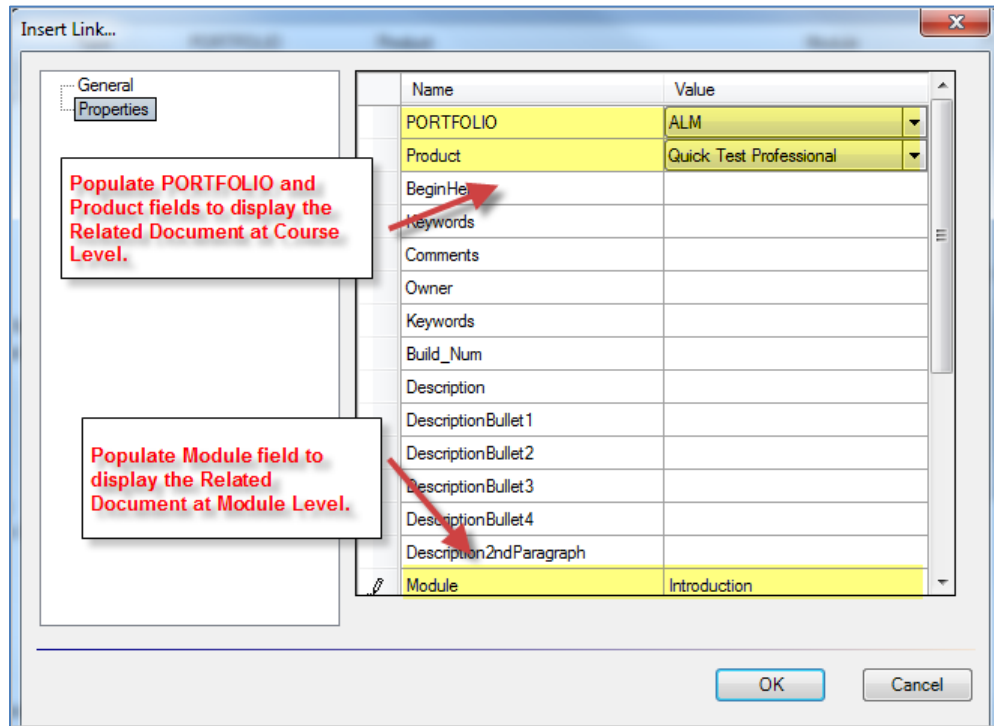 Insert Link...
General
Properties
Name Value
PORTFOLIO ALM
Product Quick Test Professional
Populate PORTFOLIO and
Product fields to display the
Related Document at Course
Level.
Keywords
Comments
Owner
Keywords
Build_Num
Description
DescriptionBullet1
DescriptionBullet2
DescriptionBullet3
DescriptionBullet4
Description2ndParagraph
Populate Module field to
display the Related
Document at Module Level.
Module Introduction
OK Cancel